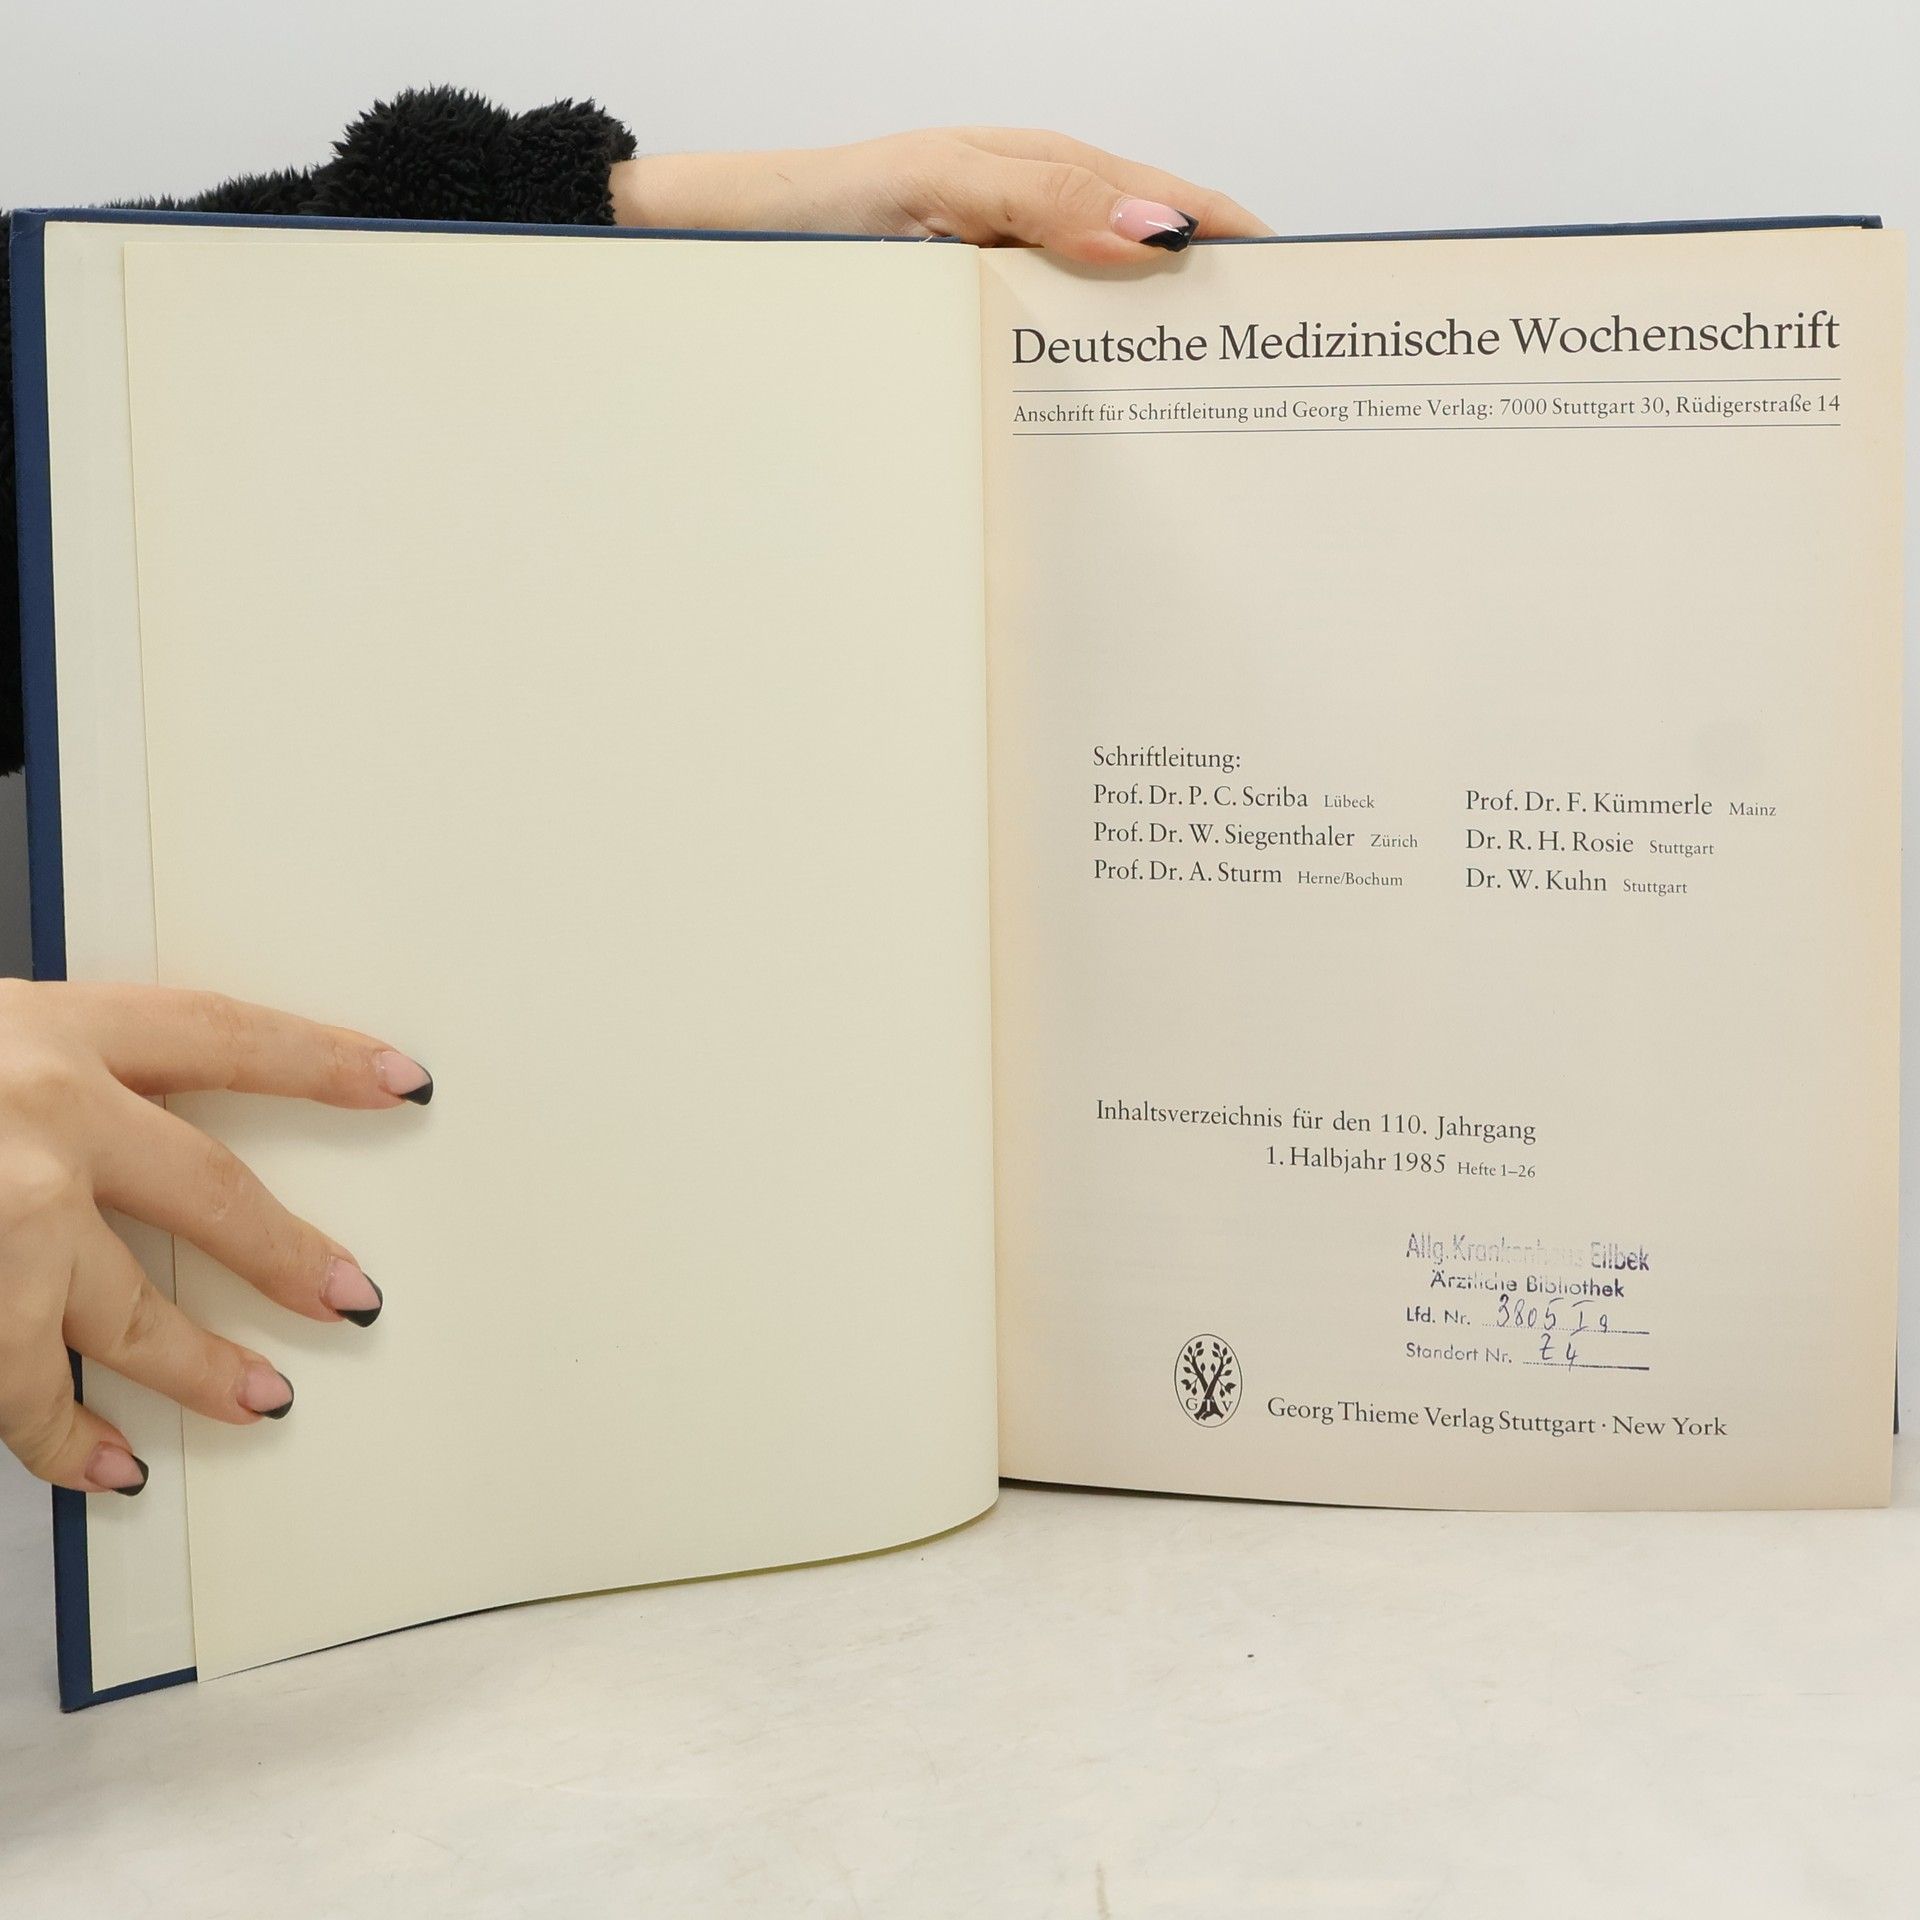 Deutsche Medizinische Wochenschrift
Anschrift für Schriftleitung und Georg Thieme Verlag: 7000 Stuttgart 30, Rüdigerstraße 14
Schriftleitung:
Prof. Dr. P. C. Scriba Lübeck
Prof. Dr. W. Siegenthaler Zürich
Prof. Dr. A. Sturm Herne/Bochum
Prof. Dr. F. Kümmerle Mainz
Dr. R. H. Rosie Stuttgart
Dr. W. Kuhn Stuttgart
Inhaltsverzeichnis für den 110. Jahrgang
1. Halbjahr 1985 Hefte 1–26
Allg. Krankenhaus Eilbek
Ärztliche Bibliothek
Lfd. Nr. 3805 I
Standort Nr. Z 4
G T V
Georg Thieme Verlag Stuttgart · New York